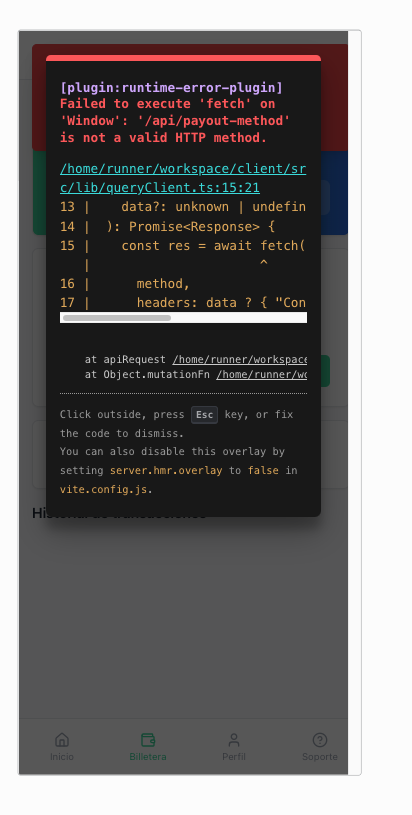 [plugin:runtime-error-plugin]
Failed to execute 'fetch' on
'Window': '/api/payout-method'
is not a valid HTTP method.
/home/runner/workspace/client/sr
c/lib/queryClient.ts:15:21
13 |    data?: unknown | undefin
14 |  ): Promise<Response> {
15 |    const res = await fetch(
   |                      ^
16 |      method,
17 |      headers: data ? { "Con
at apiRequest /home/runner/workspace
at Object.mutationFn /home/runner/wo
Click outside, press Esc key, or fix
the code to dismiss.
You can also disable this overlay by
setting server.hmr.overlay to false in
vite.config.js.
Inicio
Billetera
Perfil
Soporte